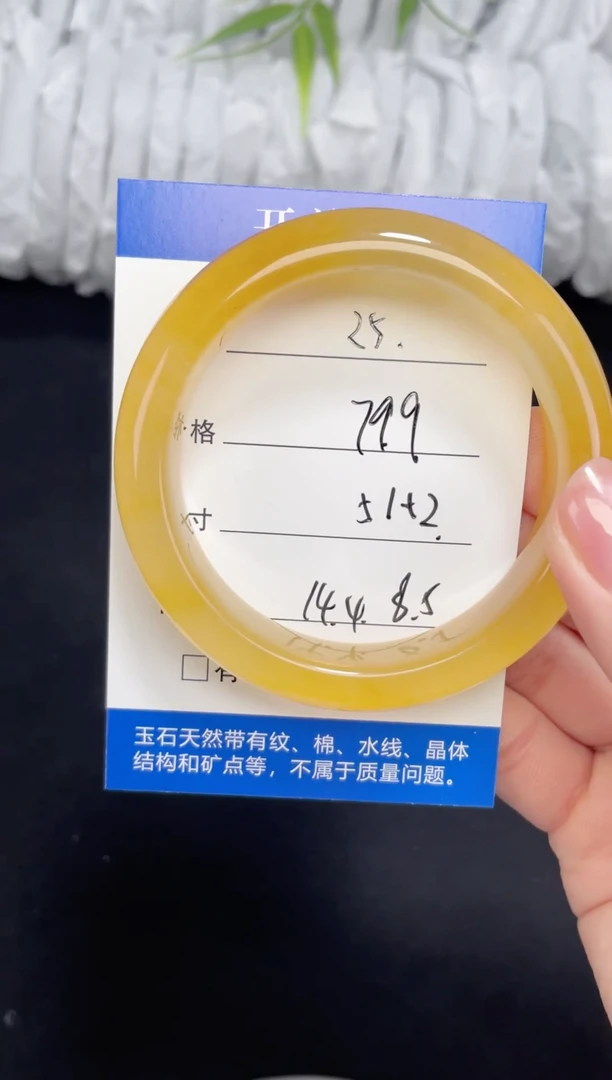 25.
格 799
寸 51+2
14.4 8.5
玉石天然带有纹、棉、水线、晶体
结构和矿点等，不属于质量问题。